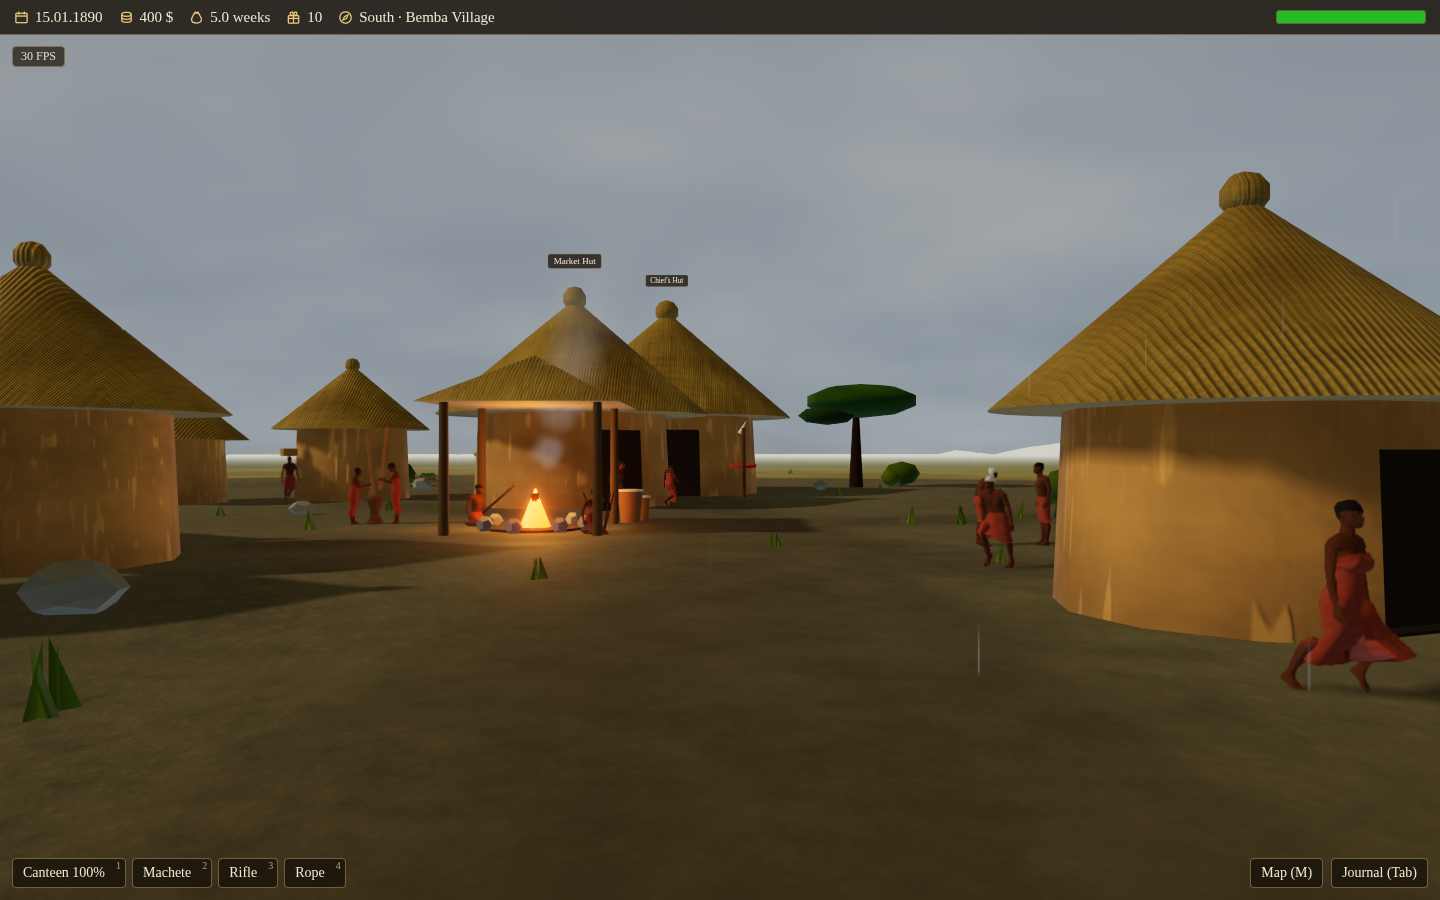 15.01.1890 400 $ 5.0 weeks 10 South · Bemba Village
30 FPS
Market Hut
Chief's Hut
Canteen 100% 1 Machete 2 Rifle 3 Rope 4 Map (M) Journal (Tab)